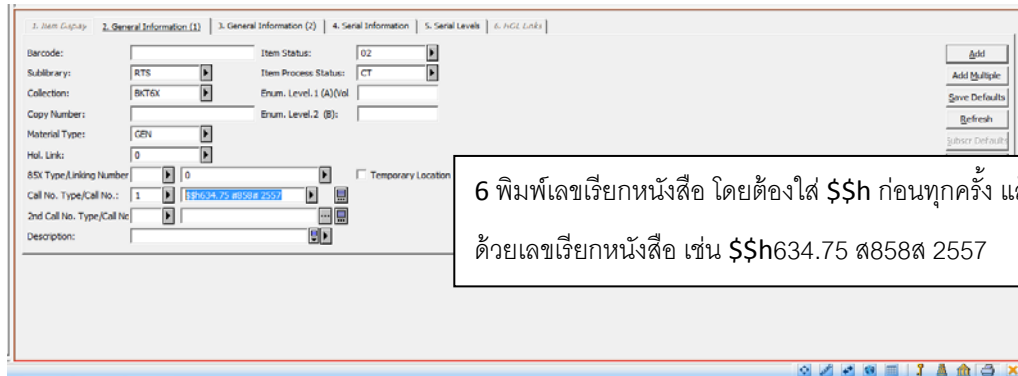 1. Item Display 2. General Information (1) 3. General Information (2) 4. Serial Information 5. Serial Levels 6. HOL Links
Barcode: Item Status: 02 Add
Sublibrary: RTS Item Process Status: CT Add Multiple
Collection: BKT6X Enum. Level.1 (A)(Vol Save Defaults
Copy Number: Enum. Level.2 (B): Refresh
Material Type: GEN Subscr Defaults
Hol. Link: 0
85X Type/Linking Number 0 Temporary Location
Call No. Type/Call No.: 1 $$h634.75 ส858ส 2557
2nd Call No. Type/Call Nc
Description:
6 พิมพ์เลขเรียกหนังสือ โดยต้องใส่ $$h ก่อนทุกครั้ง แล้
ด้วยเลขเรียกหนังสือ เช่น $$h634.75 ส858ส 2557